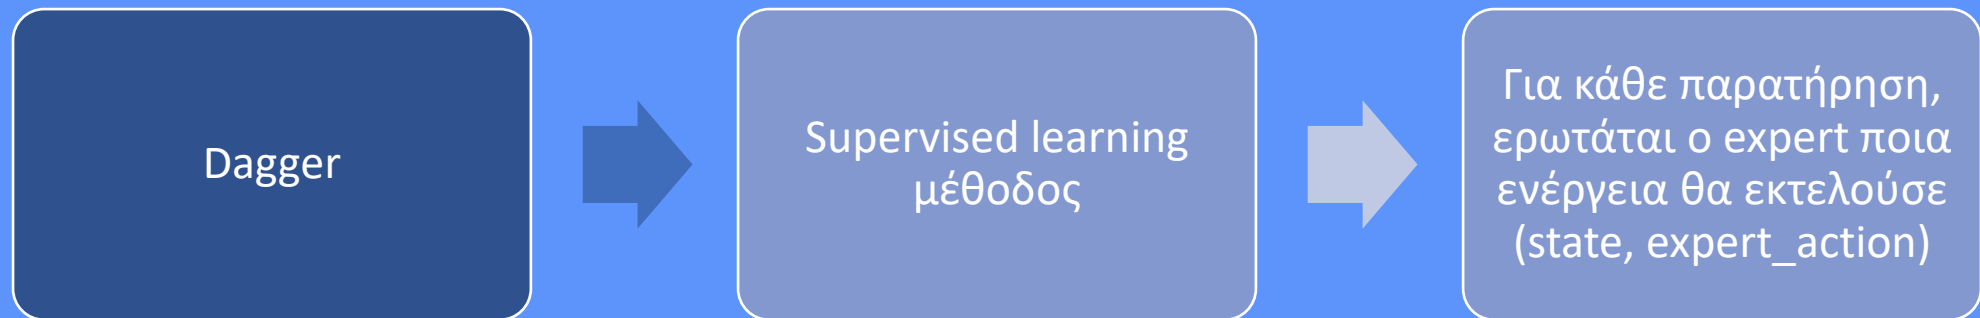 Dagger
Supervised learning
μέθοδος
Για κάθε παρατήρηση,
ερωτάται ο expert ποια
ενέργεια θα εκτελούσε
(state, expert_action)